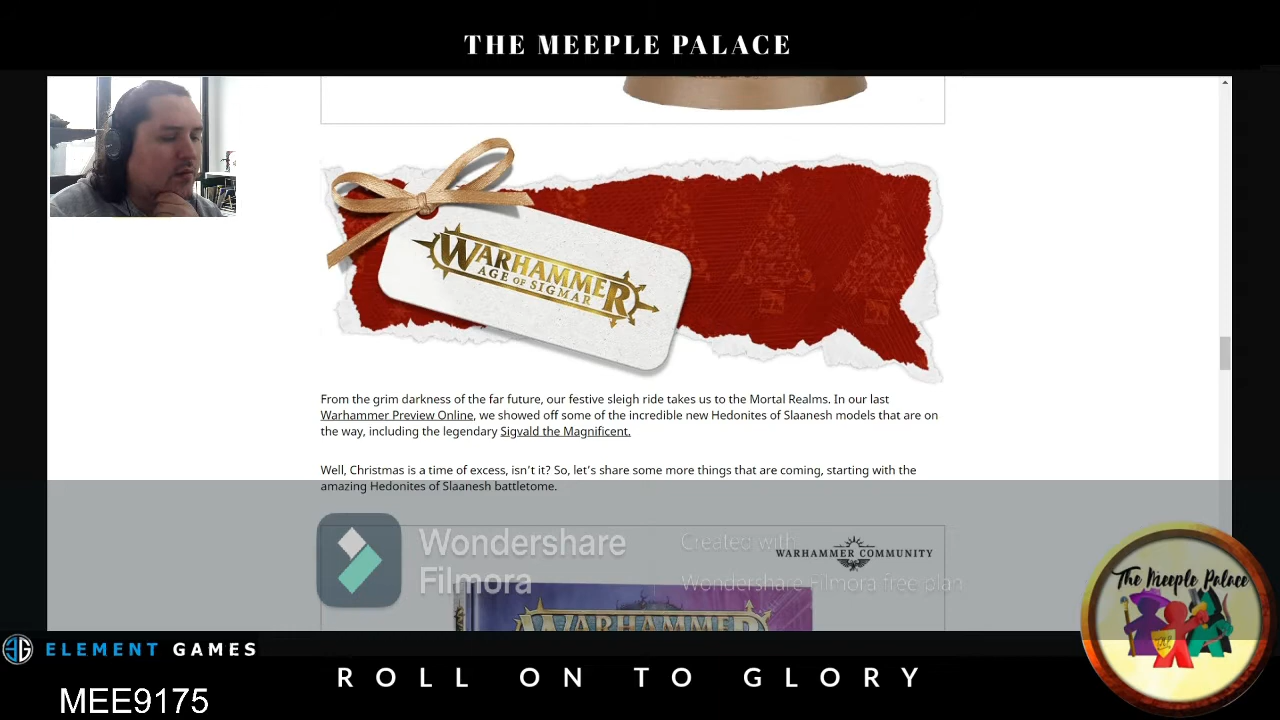 THE MEEPLE PALACE
WARHAMMER
AGE OF SIGMAR
From the grim darkness of the far future, our festive sleigh ride takes us to the Mortal Realms. In our last
Warhammer Preview Online, we showed off some of the incredible new Hedonites of Slaanesh models that are on
the way, including the legendary Sigvald the Magnificent.
Well, Christmas is a time of excess, isn't it? So, let's share some more things that are coming, starting with the
amazing Hedonites of Slaanesh battletome.
Wondershare
Filmora
Created with
Wondershare Filmora free plan
WARHAMMER COMMUNITY
WARHAMMER
The Meeple Palace
ELEMENT GAMES
MEE9175
ROLL ON TO GLORY